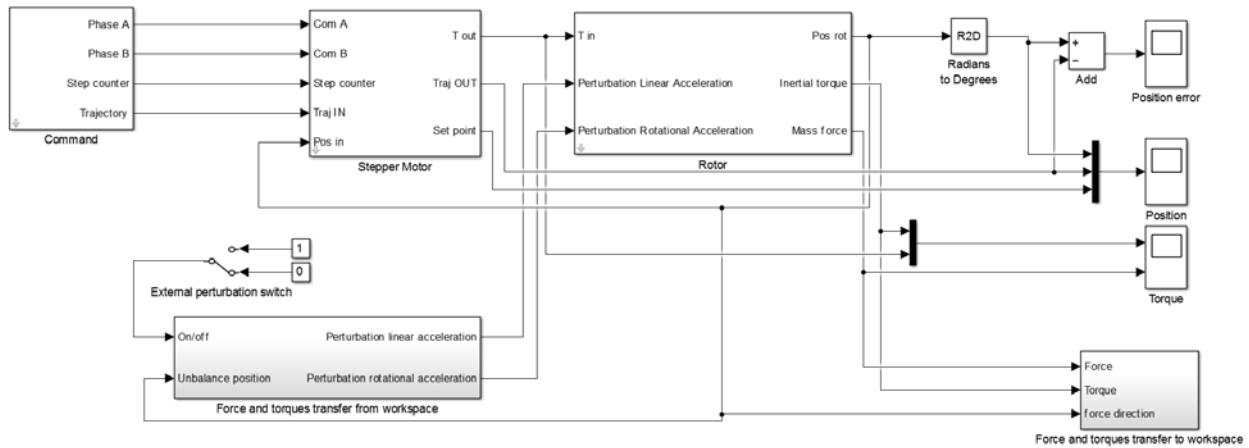 Phase A
Phase B
Step counter
Trajectory
Command
Com A
Com B
Step counter
Traj IN
Pos in
T out
Traj OUT
Set point
Stepper Motor
T in
Perturbation Linear Acceleration
Perturbation Rotational Acceleration
Pos rot
Inertial torque
Mass force
Rotor
R2D
Radians
to Degrees
+
−
Add
Position error
Position
Torque
1
0
External perturbation switch
On/off
Unbalance position
Perturbation linear acceleration
Perturbation rotational acceleration
Force and torques transfer from workspace
Force
Torque
force direction
Force and torques transfer to workspace